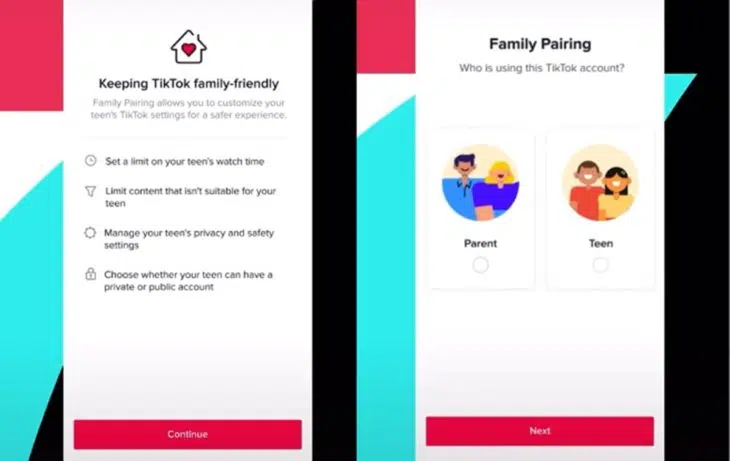 Keeping TikTok family-friendly
Family Pairing allows you to customize your
teen's TikTok settings for a safer experience.
Set a limit on your teen's watch time
Limit content that isn't suitable for your
teen
Manage your teen's privacy and safety
settings
Choose whether your teen can have a
private or public account
Continue
Family Pairing
Who is using this TikTok account?
Parent
Teen
Next